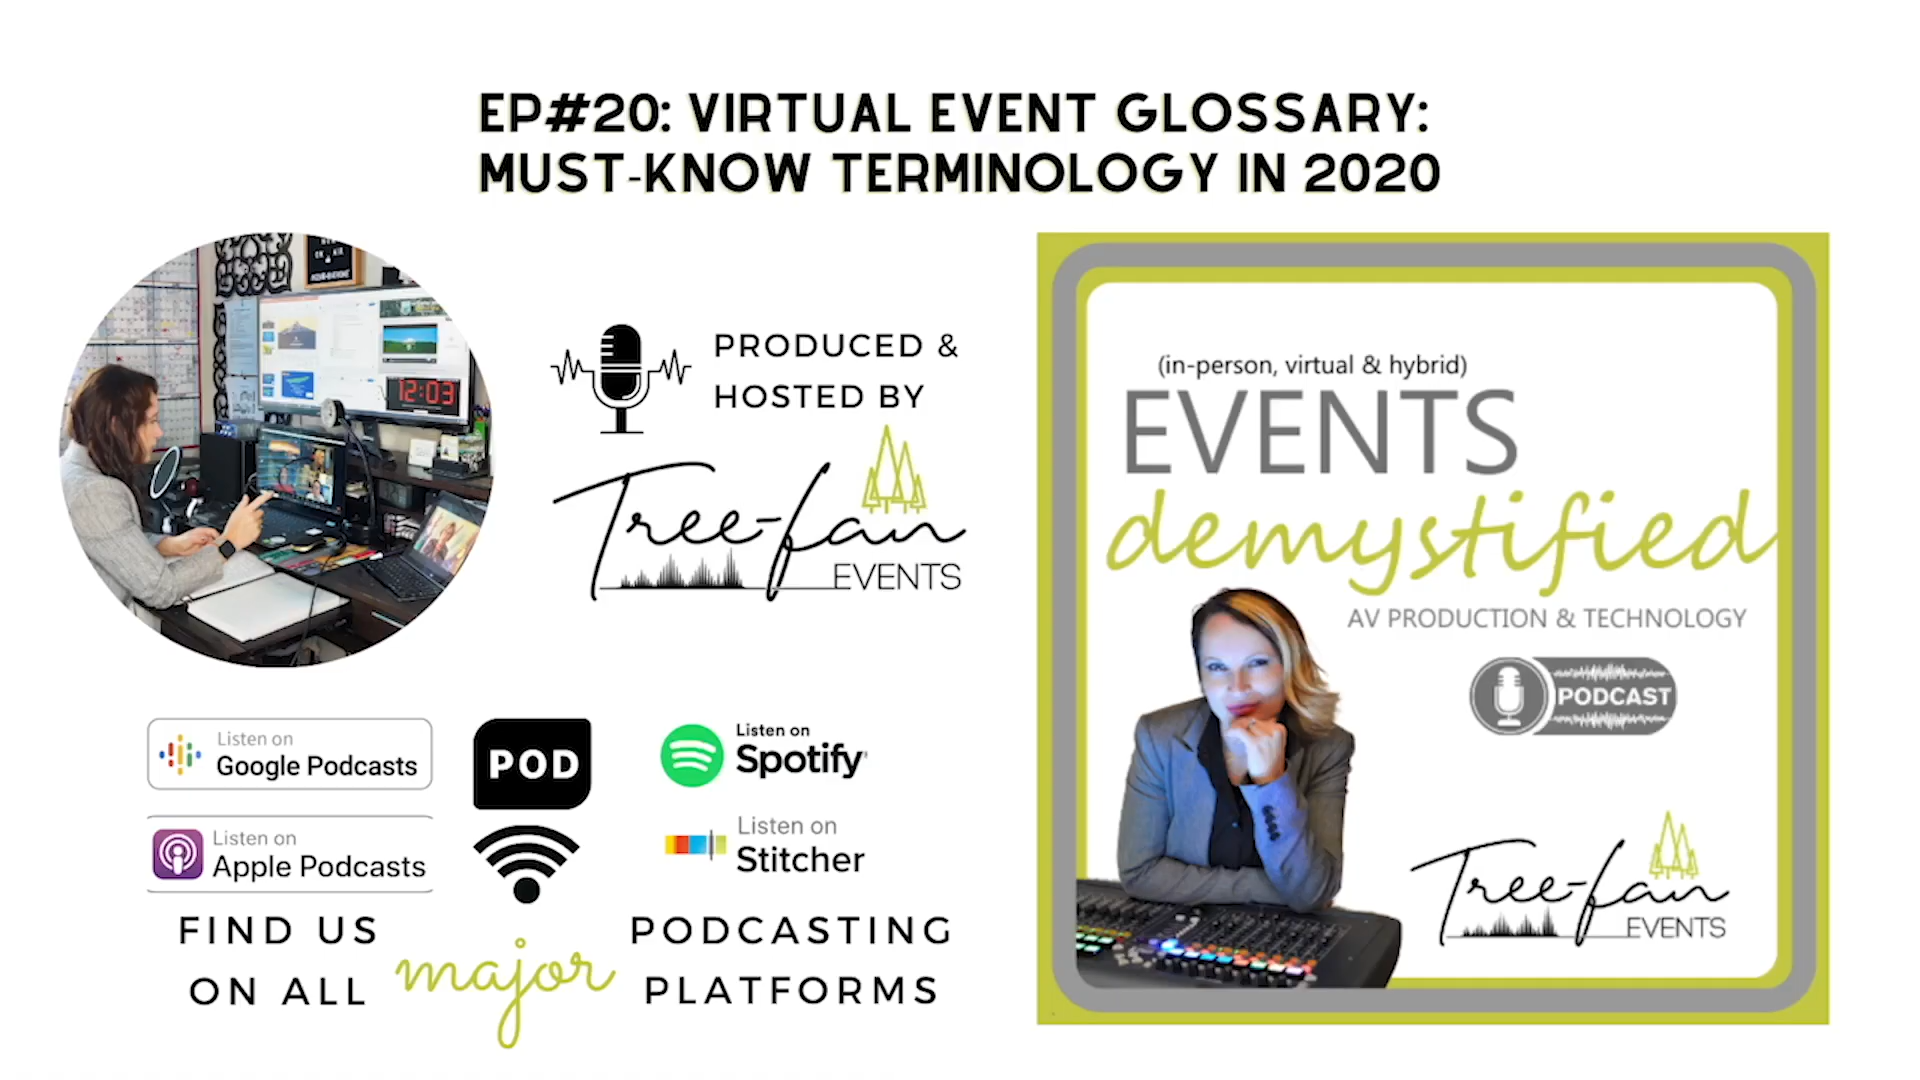 EP#20: VIRTUAL EVENT GLOSSARY:
MUST-KNOW TERMINOLOGY IN 2020
12:03
PRODUCED &
HOSTED BY
Tree-fan
EVENTS
Listen on
Google Podcasts
Listen on
Apple Podcasts
POD
Listen on
Spotify
Listen on
Stitcher
FIND US
ON ALL
major
PODCASTING
PLATFORMS
(in-person, virtual & hybrid)
EVENTS
demystified
AV PRODUCTION & TECHNOLOGY
PODCAST
Tree-fan
EVENTS